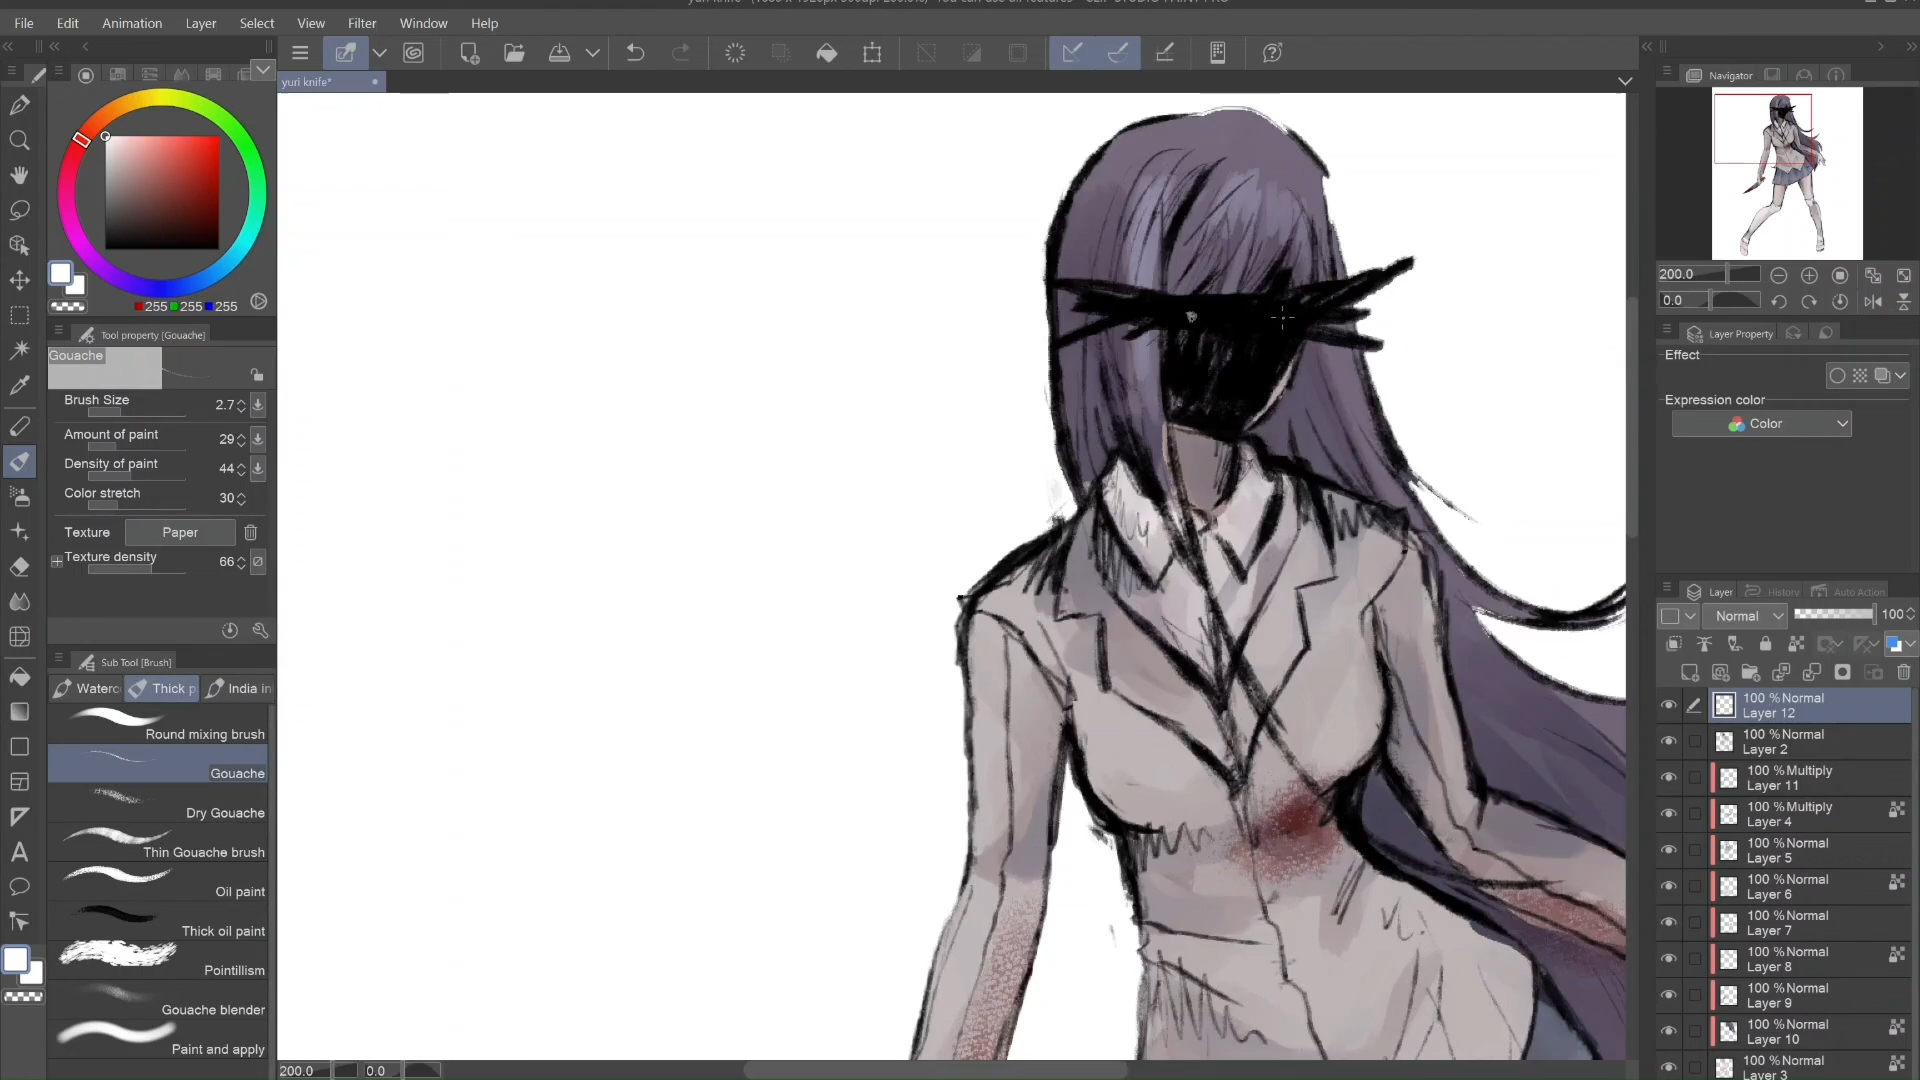 File Edit Animation Layer Select View Filter Window Help
yuri knife*
Navigator
200.0
0.0
255 255 255
Tool property [Gouache]
Gouache
Brush Size 2.7
Amount of paint 29
Density of paint 44
Color stretch 30
Texture Paper
Texture density 66
Sub Tool [Brush]
Waterc Thick p India in
Round mixing brush
Gouache
Dry Gouache
Thin Gouache brush
Oil paint
Thick oil paint
Pointillism
Gouache blender
Paint and apply
200.0 0.0
Layer Property
Effect
Expression color
Color
Layer History Auto Action
Normal 100
100 %Normal
Layer 12
100 %Normal
Layer 2
100 %Multiply
Layer 11
100 %Multiply
Layer 4
100 %Normal
Layer 5
100 %Normal
Layer 6
100 %Normal
Layer 7
100 %Normal
Layer 8
100 %Normal
Layer 9
100 %Normal
Layer 10
100 %Normal
Layer 3